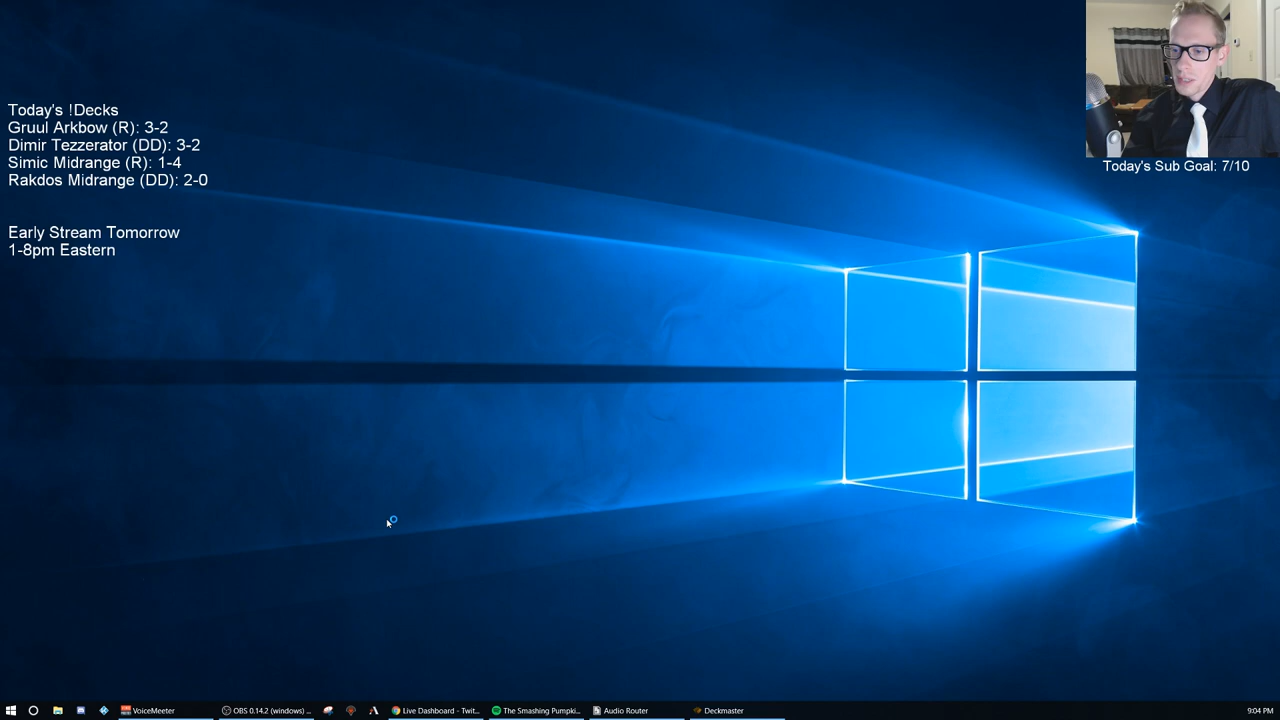 Today's !Decks
Gruul Arkbow (R): 3-2
Dimir Tezzerator (DD): 3-2
Simic Midrange (R): 1-4
Rakdos Midrange (DD): 2-0
Early Stream Tomorrow
1-8pm Eastern
Today's Sub Goal: 7/10
VoiceMeeter
OBS 0.14.2 (windows) ...
Live Dashboard - Twit...
The Smashing Pumpki...
Audio Router
Deckmaster
9:04 PM